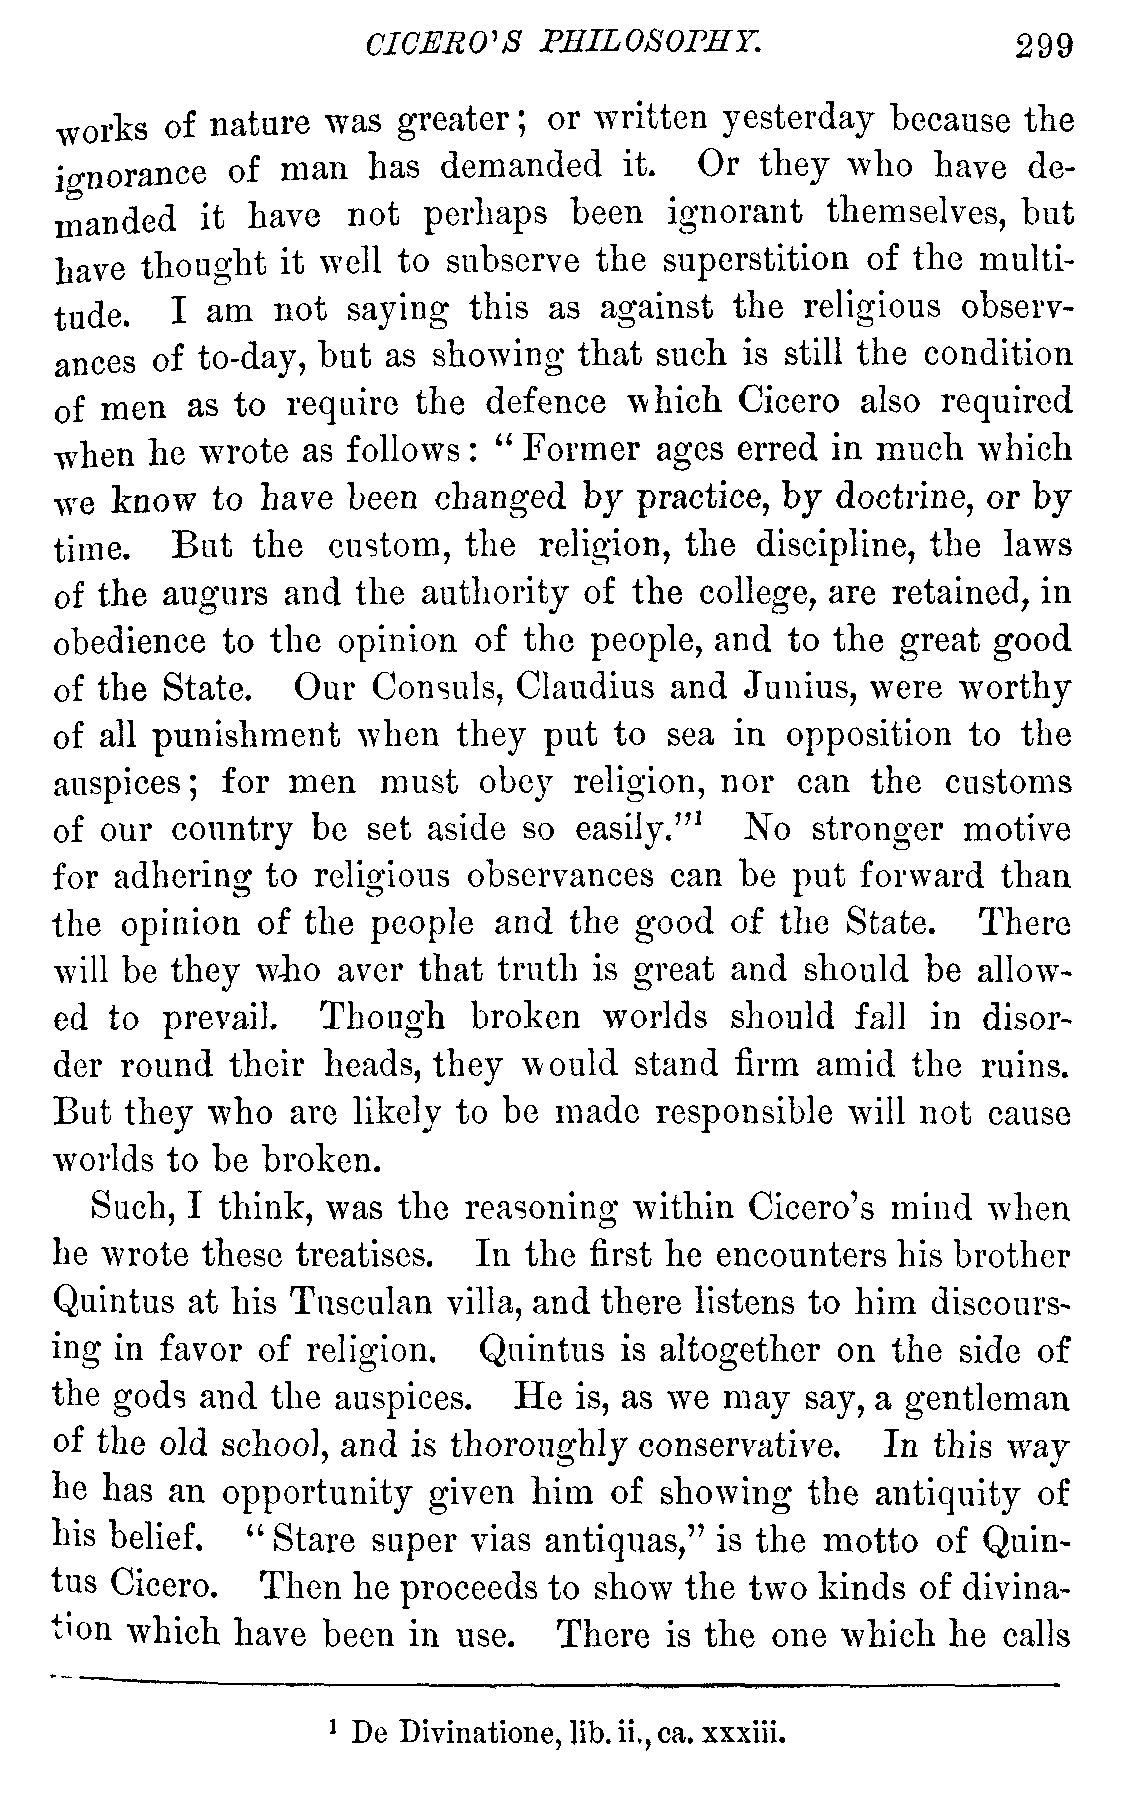 CICERO'S PHILOSOPHY. 299
works of nature was greater; or written yesterday because the
ignorance of man has demanded it. Or they who have de-
manded it have not perhaps been ignorant themselves, but
have thought it well to subserve the superstition of the multi-
tude. I am not saying this as against the religious observ-
ances of to-day, but as showing that such is still the condition
of men as to require the defence which Cicero also required
when he wrote as follows: "Former ages erred in much which
we know to have been changed by practice, by doctrine, or by
time. But the custom, the religion, the discipline, the laws
of the augurs and the authority of the college, are retained, in
obedience to the opinion of the people, and to the great good
of the State. Our Consuls, Claudius and Junius, were worthy
of all punishment when they put to sea in opposition to the
auspices; for men must obey religion, nor can the customs
of our country be set aside so easily."¹ No stronger motive
for adhering to religious observances can be put forward than
the opinion of the people and the good of the State. There
will be they who aver that truth is great and should be allow-
ed to prevail. Though broken worlds should fall in disor-
der round their heads, they would stand firm amid the ruins.
But they who are likely to be made responsible will not cause
worlds to be broken.
Such, I think, was the reasoning within Cicero's mind when
he wrote these treatises. In the first he encounters his brother
Quintus at his Tusculan villa, and there listens to him discours-
ing in favor of religion. Quintus is altogether on the side of
the gods and the auspices. He is, as we may say, a gentleman
of the old school, and is thoroughly conservative. In this way
he has an opportunity given him of showing the antiquity of
his belief. "Stare super vias antiquas," is the motto of Quin-
tus Cicero. Then he proceeds to show the two kinds of divina-
tion which have been in use. There is the one which he calls
¹ De Divinatione, lib. ii., ca. xxxiii.